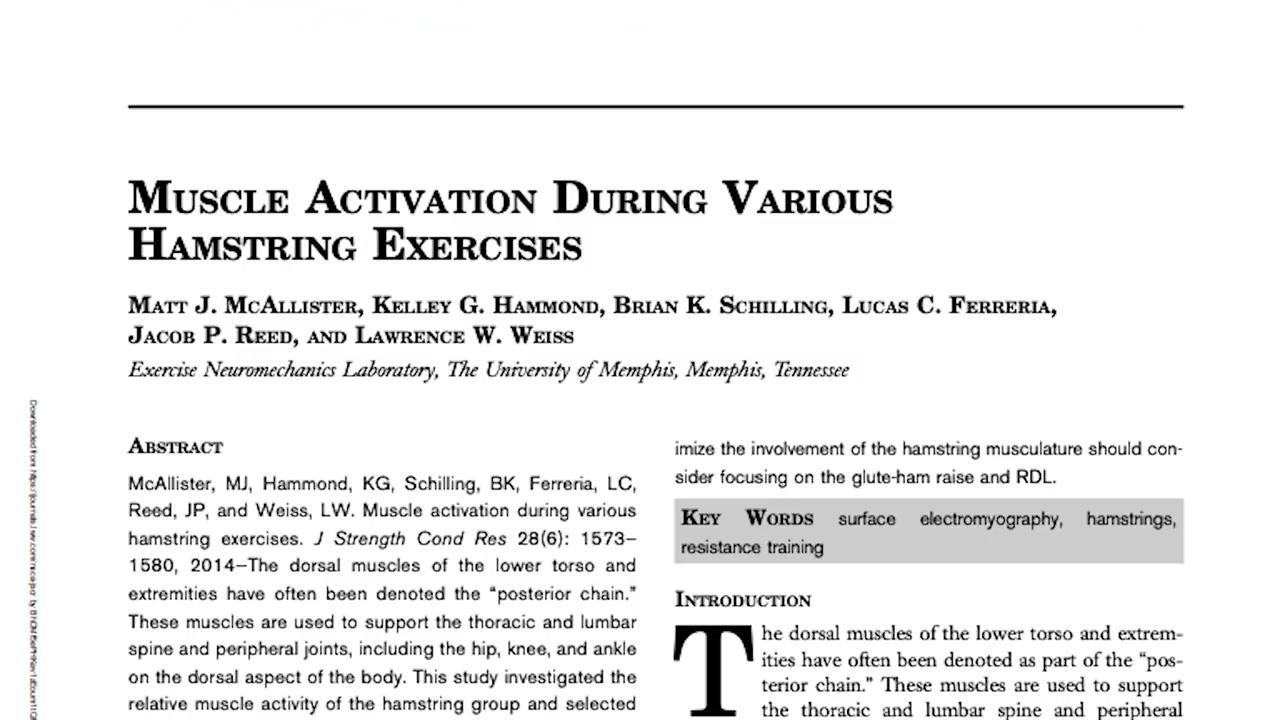 Muscle Activation During Various
Hamstring Exercises
Matt J. McAllister, Kelley G. Hammond, Brian K. Schilling, Lucas C. Ferreria,
Jacob P. Reed, and Lawrence W. Weiss
Exercise Neuromechanics Laboratory, The University of Memphis, Memphis, Tennessee
Abstract
McAllister, MJ, Hammond, KG, Schilling, BK, Ferreria, LC,
Reed, JP, and Weiss, LW. Muscle activation during various
hamstring exercises. J Strength Cond Res 28(6): 1573–
1580, 2014—The dorsal muscles of the lower torso and
extremities have often been denoted the “posterior chain.”
These muscles are used to support the thoracic and lumbar
spine and peripheral joints, including the hip, knee, and ankle
on the dorsal aspect of the body. This study investigated the
relative muscle activity of the hamstring group and selected
imize the involvement of the hamstring musculature should con-
sider focusing on the glute-ham raise and RDL.
Key Words surface electromyography, hamstrings,
resistance training
Introduction
The dorsal muscles of the lower torso and extrem-
ities have often been denoted as part of the “pos-
terior chain.” These muscles are used to support
the thoracic and lumbar spine and peripheral
Downloaded from